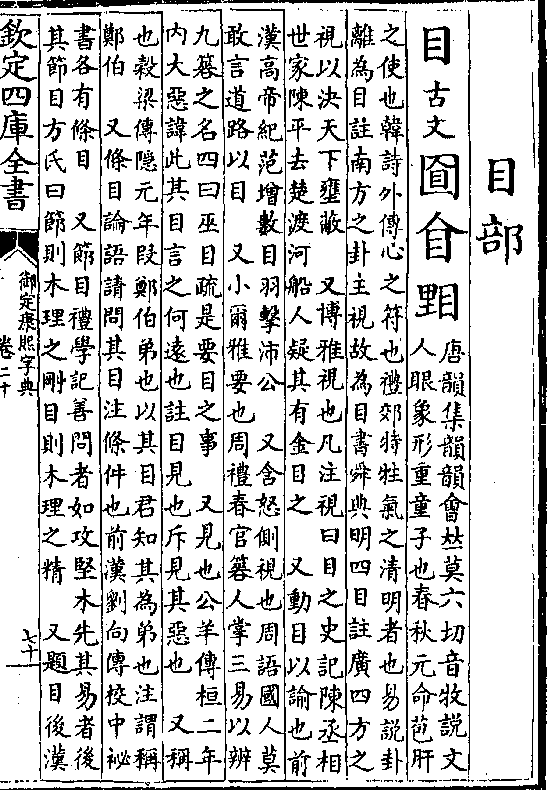 目部
目古文
唐韻集韻韻會𠀤莫六切音牧說文
人眼象形重童子也春秋元命苞肝
之使也韓詩外傳心之符也禮郊特牲氣之清明者也易說卦
離為目註南方之卦主視故為目書舜典明四目註廣四方之
視以決天下壅蔽 又博雅視也凡注視曰目之史記陳丞相
世家陳平去楚渡河船人疑其有金目之 又動目以諭也前
漢高帝紀范增數目羽擊沛公 又含怒側視也周語國人莫
敢言道路以目 又小爾雅要也周禮春官簭人掌三易以辨
九簭之名四曰巫目疏是要目之事 又見也公羊傳桓二年
内大惡諱此其目言之何遠也註目見也斥見其惡也 又稱
也穀梁傳隱元年段鄭伯弟也以其目君知其為弟也注謂稱
鄭伯 又條目論語請問其目注條件也前漢劉向傳校中祕
書各有條目 又節目禮學記善問者如攻堅木先其易者後
其節目方氏曰節則木理之剛目則木理之精 又題目後漢
欽定四庫全書
御定康熙字典
卷二十
七十